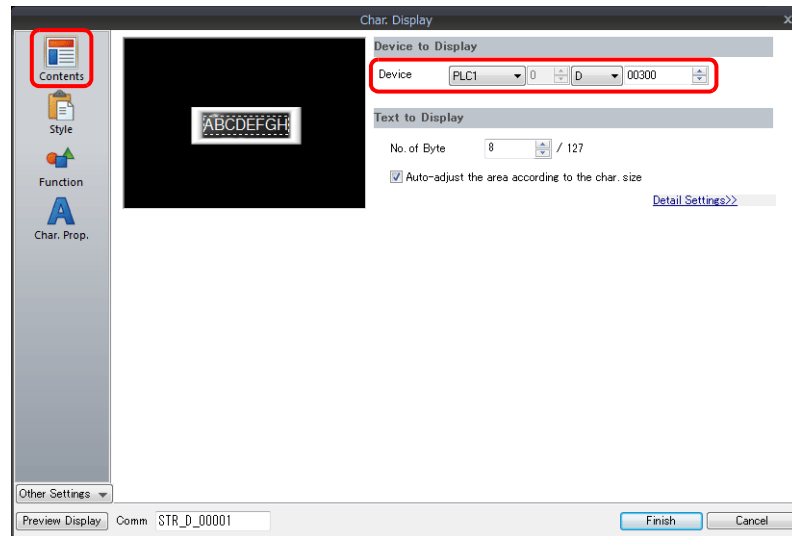 Char. Display
x
Contents
Style
Function
Char. Prop.
ABCDEFGH
Device to Display
Device PLC1 0 D 00300
Text to Display
No. of Byte 8 / 127
Auto-adjust the area according to the char. size
Detail Settings>>
Other Settings
Preview Display Comm STR_D_00001 Finish Cancel